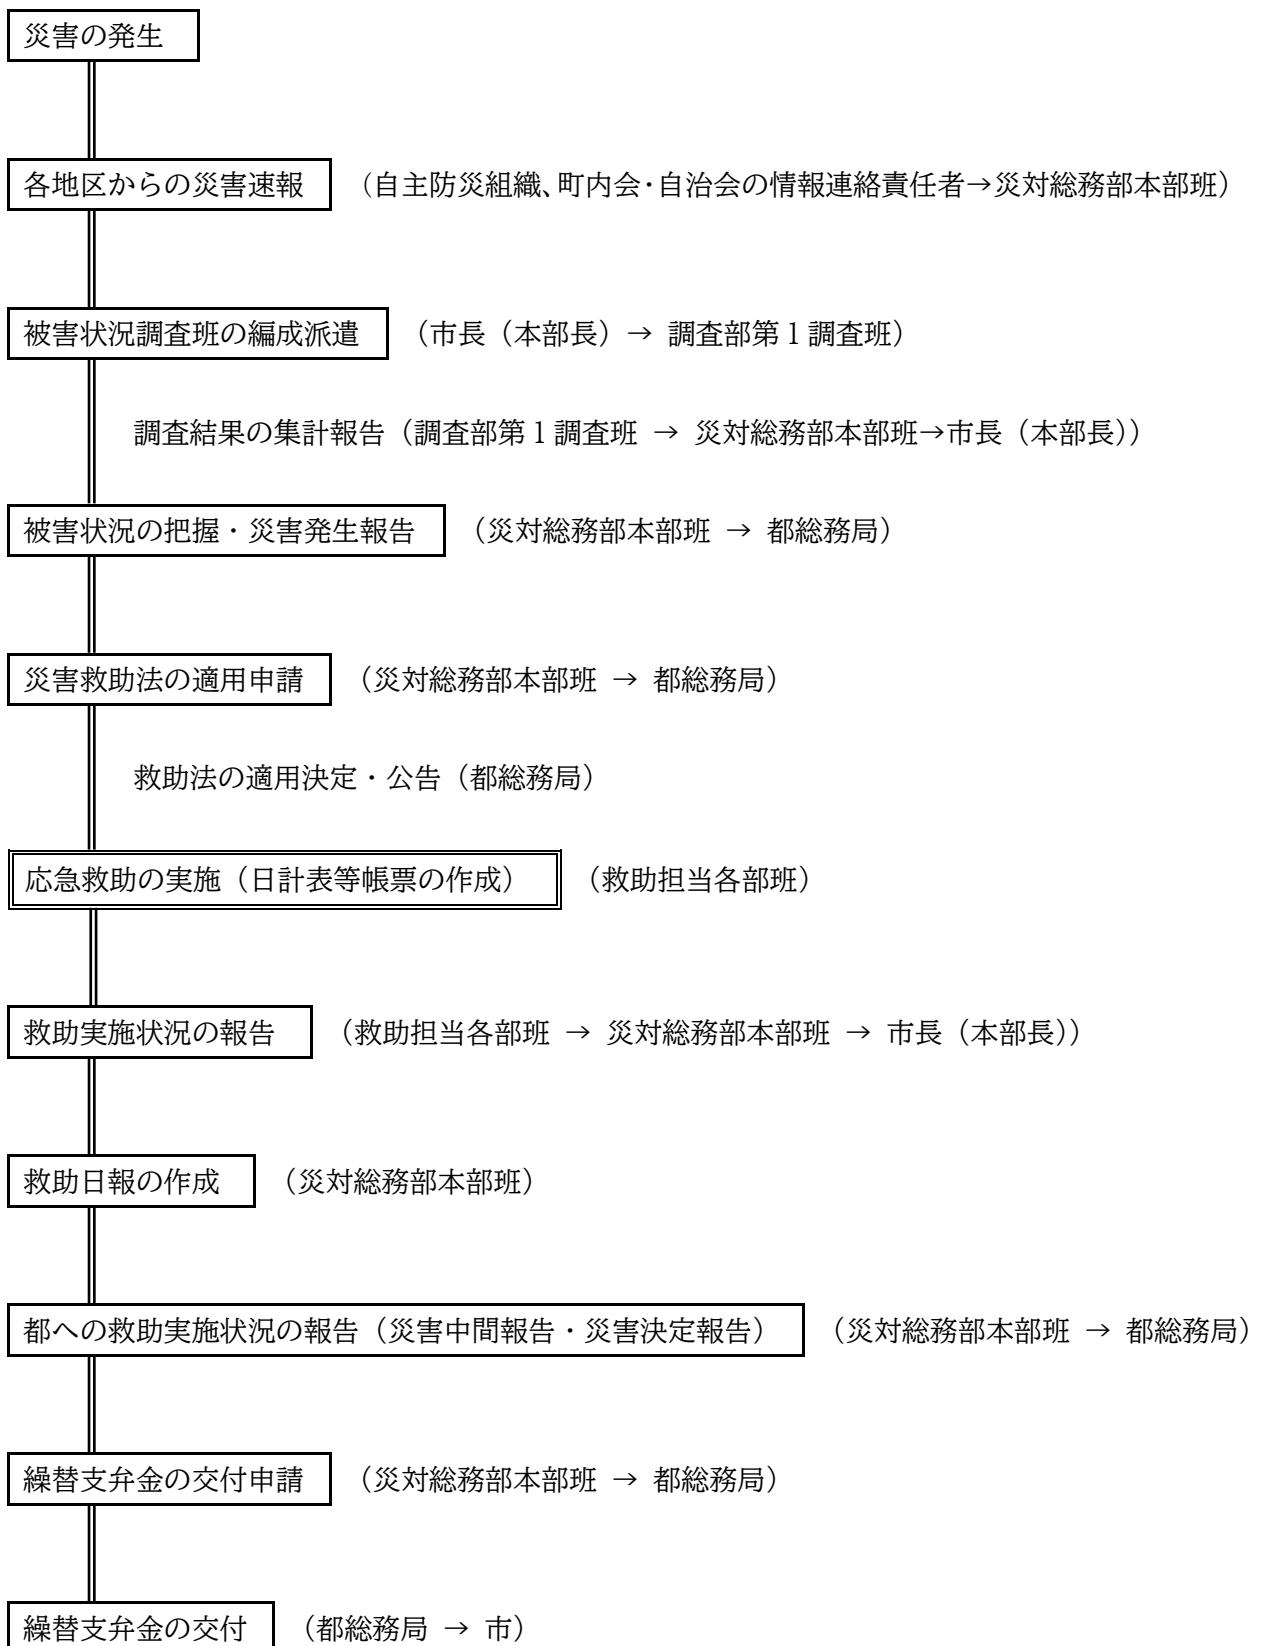 災害の発生
各地区からの災害速報 （自主防災組織、町内会・自治会の情報連絡責任者→災対総務部本部班）
被害状況調査班の編成派遣 （市長（本部長）→ 調査部第１調査班）
調査結果の集計報告（調査部第１調査班 → 災対総務部本部班→市長（本部長））
被害状況の把握・災害発生報告 （災対総務部本部班 → 都総務局）
災害救助法の適用申請 （災対総務部本部班 → 都総務局）
救助法の適用決定・公告（都総務局）
応急救助の実施（日計表等帳票の作成） （救助担当各部班）
救助実施状況の報告 （救助担当各部班 → 災対総務部本部班 → 市長（本部長））
救助日報の作成 （災対総務部本部班）
都への救助実施状況の報告（災害中間報告・災害決定報告） （災対総務部本部班 → 都総務局）
繰替支弁金の交付申請 （災対総務部本部班 → 都総務局）
繰替支弁金の交付 （都総務局 → 市）